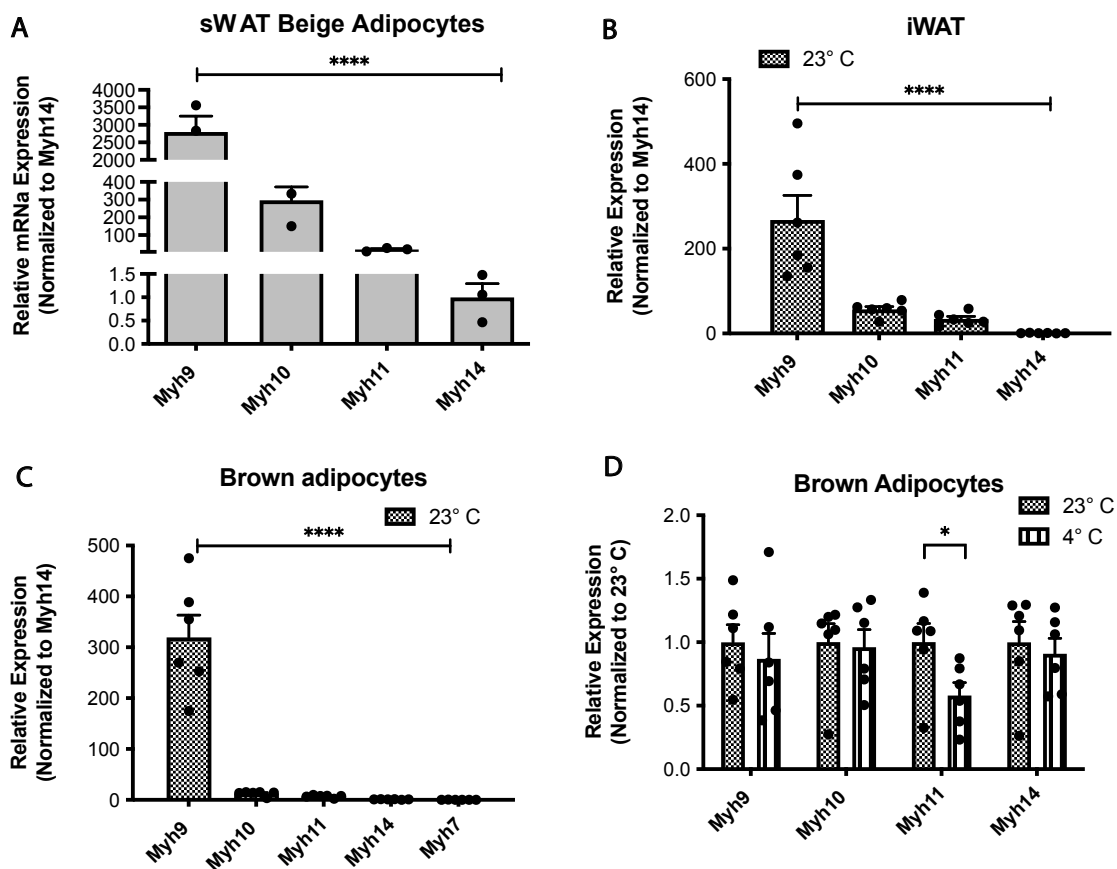 A
sWAT Beige Adipocytes
****
Relative mRNa Expression
(Normalized to Myh14)
4000
3500
3000
2500
2000
400
300
200
100
1.5
1.0
0.5
0.0
Myh9
Myh10
Myh11
Myh14
B
iWAT
23° C
****
Relative Expression
(Normalized to Myh14)
600
400
200
0
Myh9
Myh10
Myh11
Myh14
C
Brown adipocytes
23° C
****
Relative Expression
(Normalized to Myh14)
500
400
300
200
100
0
Myh9
Myh10
Myh11
Myh14
Myh7
D
Brown Adipocytes
23° C
4° C
*
Relative Expression
(Normalized to 23° C)
2.0
1.5
1.0
0.5
0.0
Myh9
Myh10
Myh11
Myh14